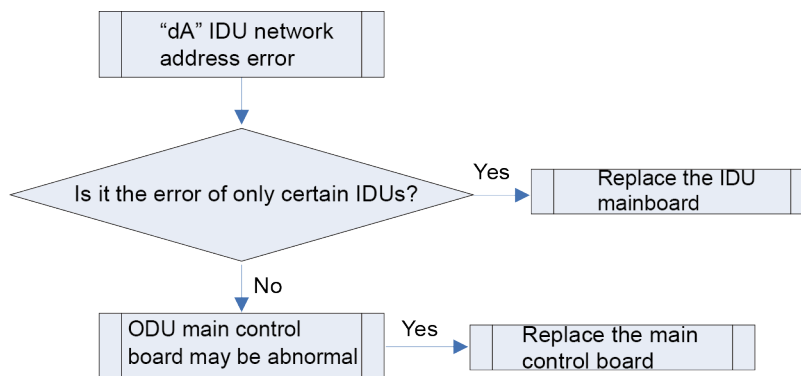 “dA” IDU network
address error
Is it the error of only certain IDUs?
Yes
Replace the IDU
mainboard
No
ODU main control
board may be abnormal
Yes
Replace the main
control board